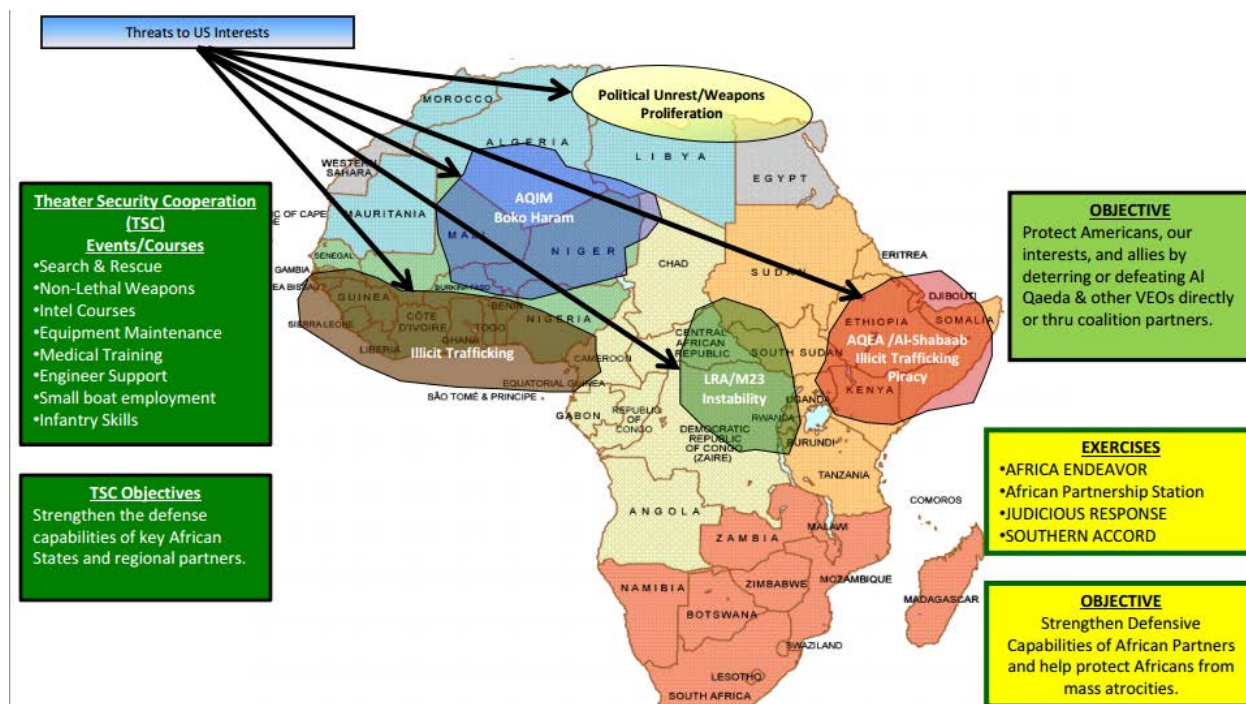 Threats to US Interests
Political Unrest/Weapons
Proliferation
MOROCCO
ALGERIA
LIBYA
EGYPT
WESTERN
SAHARA
Theater Security Cooperation
(TSC)
Events/Courses
•Search & Rescue
•Non-Lethal Weapons
•Intel Courses
•Equipment Maintenance
•Medical Training
•Engineer Support
•Small boat employment
•Infantry Skills
TSC Objectives
Strengthen the defense
capabilities of key African
States and regional partners.
IC OF CAPE
MAURITANIA
AQIM
Boko Haram
MALI
NIGER
CHAD
SUDAN
ERITREA
SENEGAL
GAMBIA
EA BISSAU
GUINEA
BURKINA FASO
BENIN
NIGERIA
SIERRA LEONE
CÔTE
D'IVOIRE
TOGO
GHANA
LIBERIA
Illicit Trafficking
CAMEROON
EQUATORIAL GUINEA
SÃO TOMÉ & PRINCIPE
GABON
REPUBLIC
OF
CONGO
CENTRAL
AFRICAN
REPUBLIC
SOUTH SUDAN
DJIBOUTI
SOMALIA
ETHIOPIA
AQEA /Al-Shabaab
Illicit Trafficking
Piracy
KENYA
LRA/M23
Instability
UGANDA
RWANDA
BURUNDI
DEMOCRATIC
REPUBLIC
OF CONGO
(ZAIRE)
TANZANIA
COMOROS
ANGOLA
ZAMBIA
MALAWI
MOZAMBIQUE
ZIMBABWE
NAMIBIA
BOTSWANA
MADAGASCAR
SWAZILAND
LESOTHO
SOUTH AFRICA
OBJECTIVE
Protect Americans, our
interests, and allies by
deterring or defeating Al
Qaeda & other VEOs directly
or thru coalition partners.
EXERCISES
•AFRICA ENDEAVOR
•African Partnership Station
•JUDICIOUS RESPONSE
•SOUTHERN ACCORD
OBJECTIVE
Strengthen Defensive
Capabilities of African Partners
and help protect Africans from
mass atrocities.